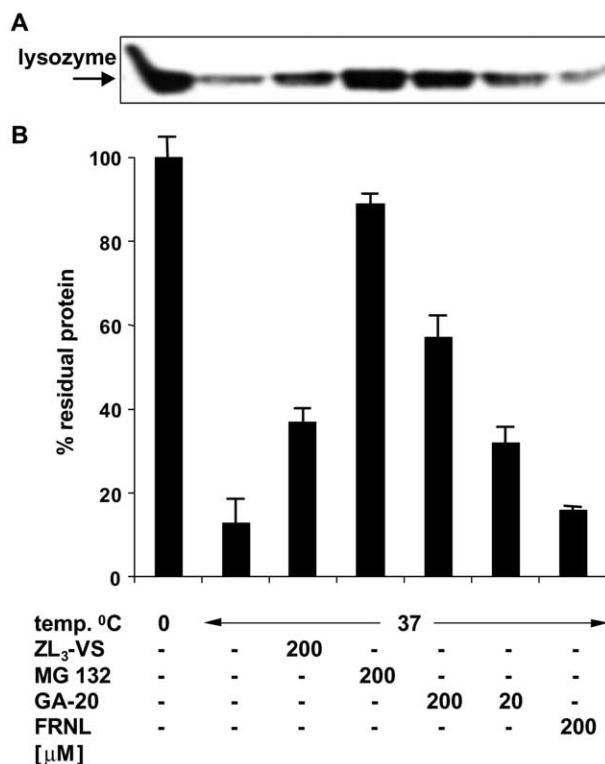 A
lysozyme
B
100
80
60
40
20
0
% residual protein
temp. ⁰C 0 37
ZL₃-VS - - 200 - - - -
MG 132 - - - 200 - - -
GA-20 - - - - 200 20 -
FRNL - - - - - - 200
[μM]